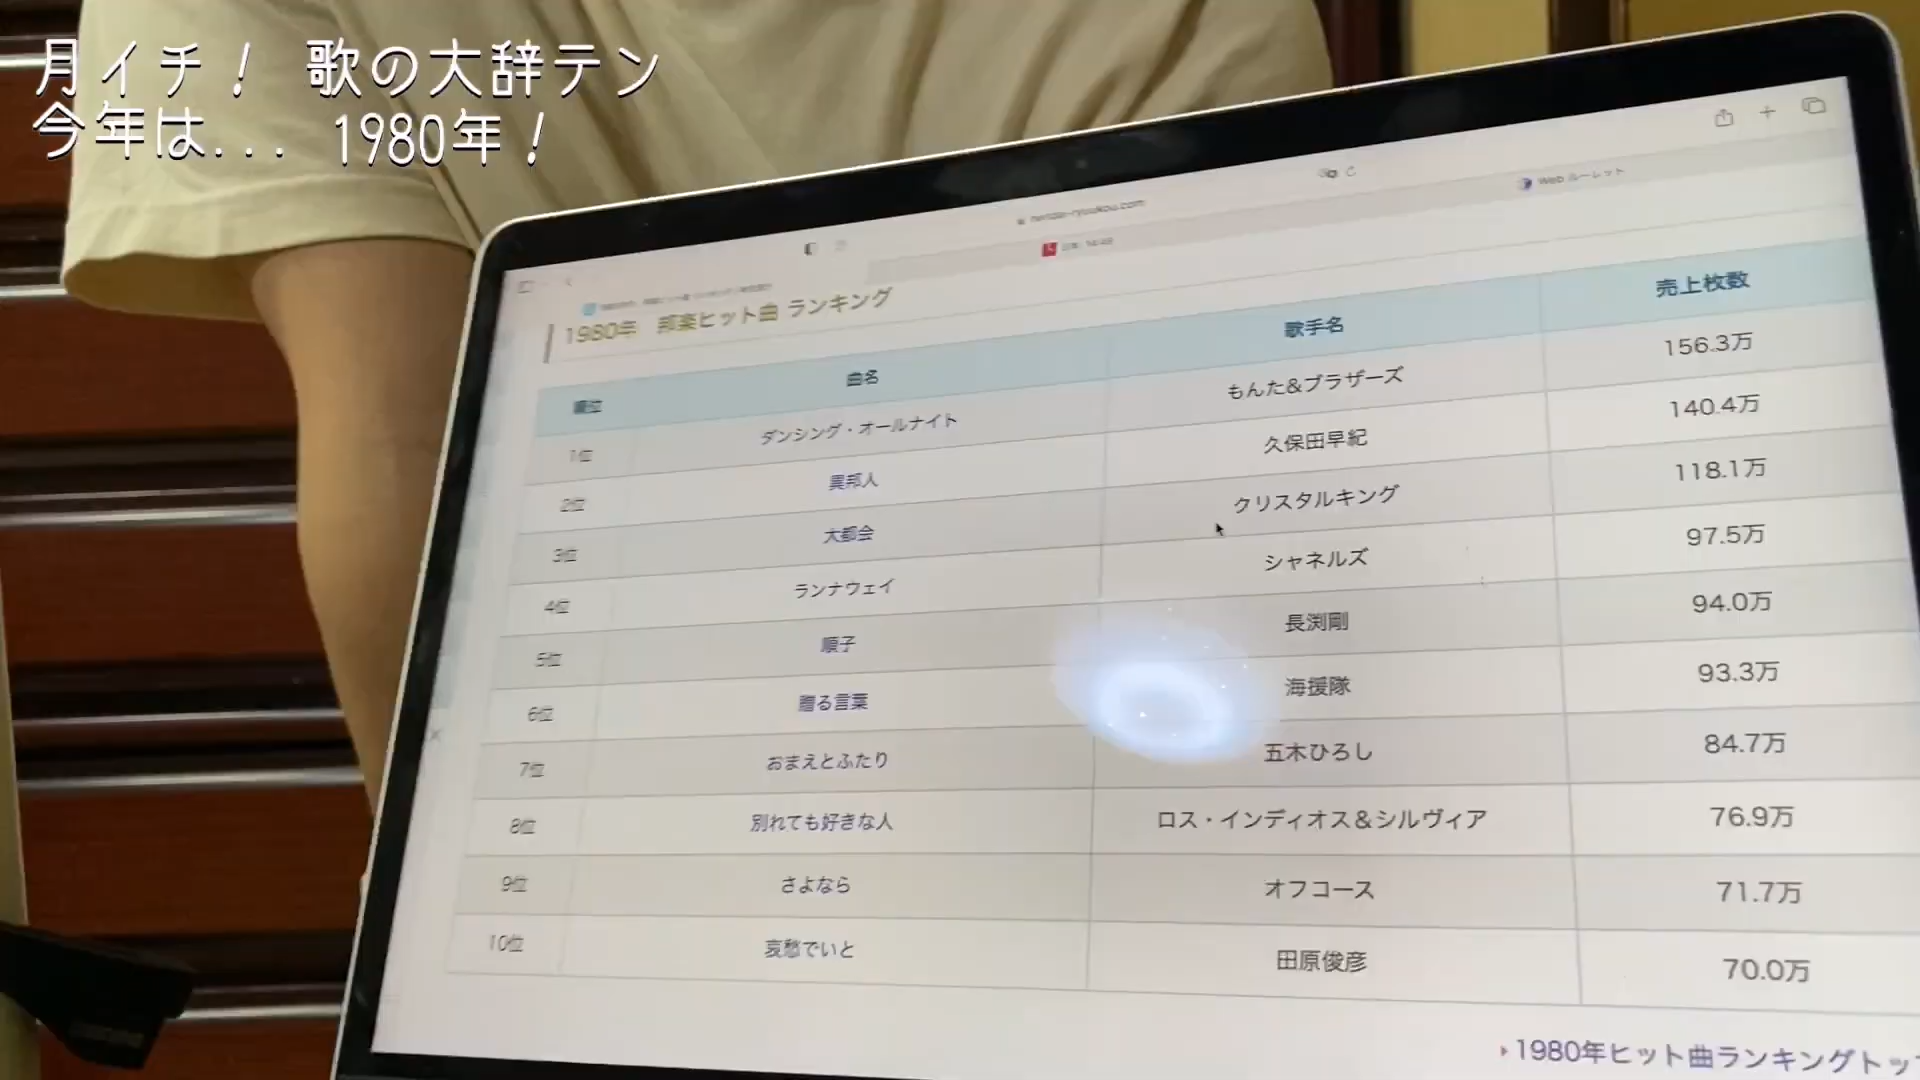 月イチ! 歌の大辞テン
今年は... 1980年!
Web ルーレット
1980年 邦楽ヒット曲 ランキング
順位 曲名 歌手名 売上枚数
1位 ダンシング・オールナイト もんた&ブラザーズ 156.3万
2位 異邦人 久保田早紀 140.4万
3位 大都会 クリスタルキング 118.1万
4位 ランナウェイ シャネルズ 97.5万
5位 順子 長渕剛 94.0万
6位 贈る言葉 海援隊 93.3万
7位 おまえとふたり 五木ひろし 84.7万
8位 別れても好きな人 ロス・インディオス&シルヴィア 76.9万
9位 さよなら オフコース 71.7万
10位 哀愁でいと 田原俊彦 70.0万
1980年ヒット曲ランキングトッ